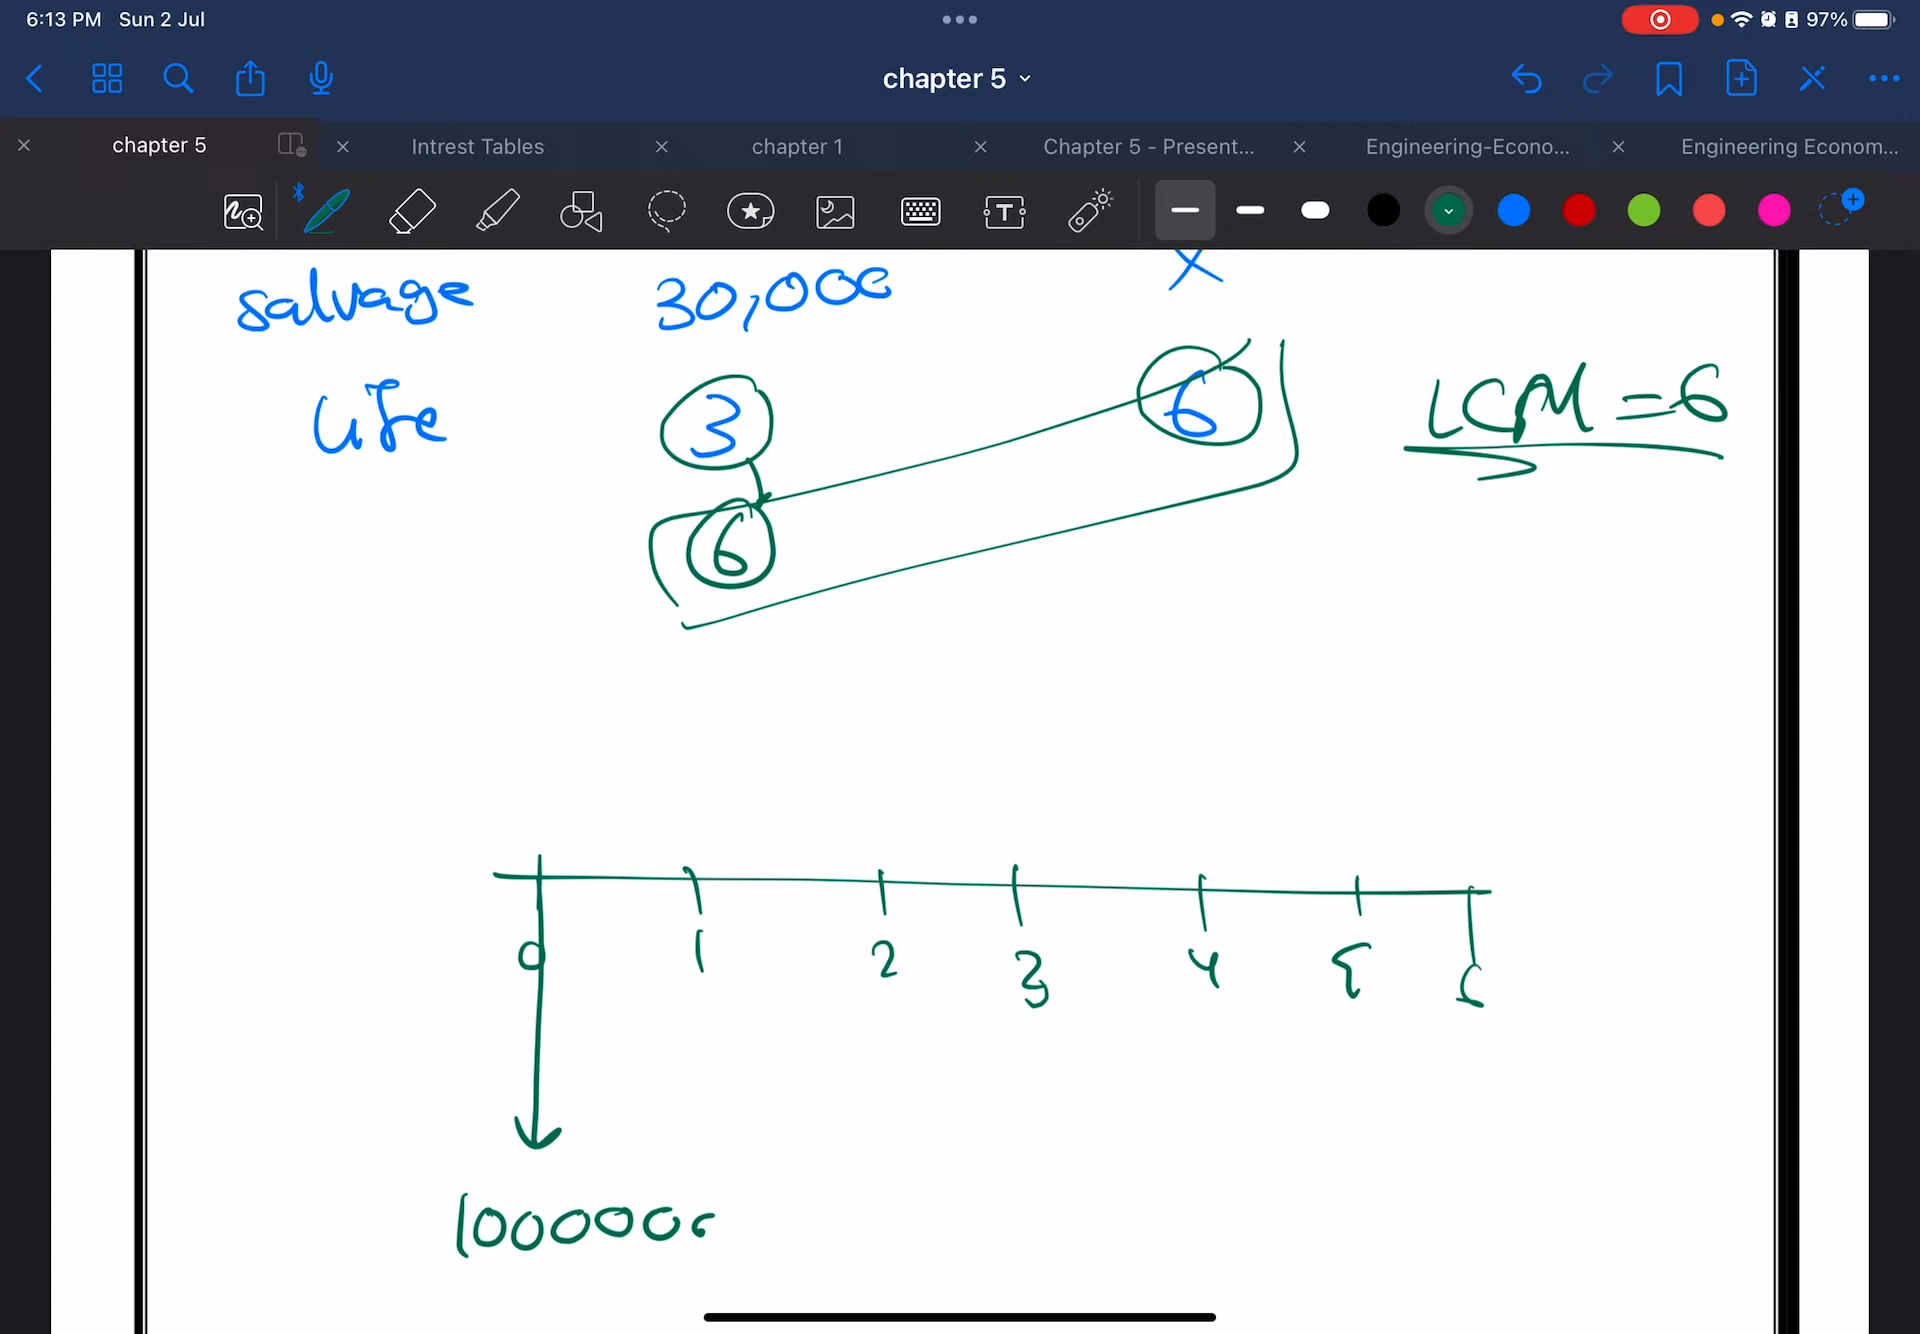 6:13 PM Sun 2 Jul 97%
chapter 5
chapter 5 Intrest Tables chapter 1 Chapter 5 - Present... Engineering-Econo... Engineering Econom...
T
salvage 30,000 X
life 3 6 LCM = 6
6
0 1 2 3 4 5 6
1000000